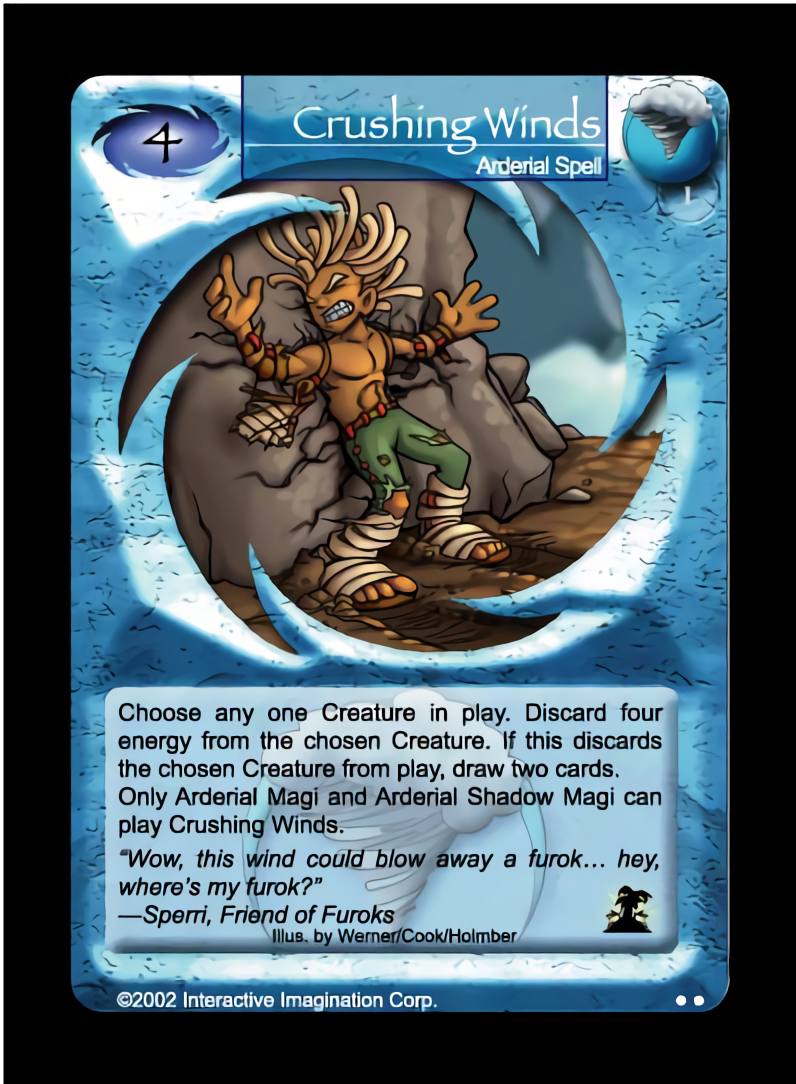 4
Crushing Winds
Arderial Spell
Choose any one Creature in play. Discard four
energy from the chosen Creature. If this discards
the chosen Creature from play, draw two cards.
Only Arderial Magi and Arderial Shadow Magi can
play Crushing Winds.
"Wow, this wind could blow away a furok... hey,
where's my furok?"
—Sperri, Friend of Furoks
Illus. by Werner/Cook/Holmber
©2002 Interactive Imagination Corp.